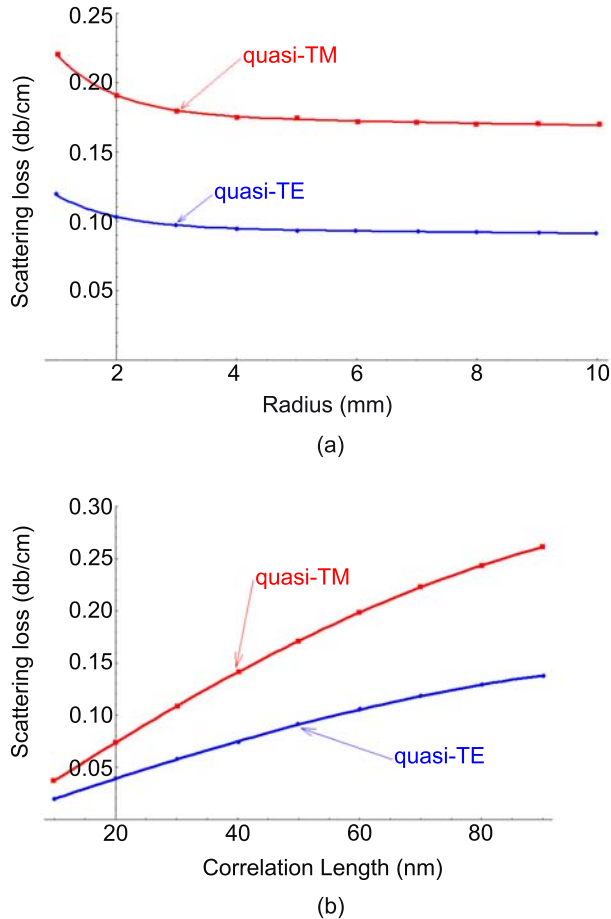 0.25
quasi-TM
0.20
0.15
quasi-TE
0.10
0.05
Scattering loss (db/cm)
2 4 6 8 10
Radius (mm)
(a)
0.30
0.25
quasi-TM
0.20
0.15
0.10
quasi-TE
0.05
Scattering loss (db/cm)
20 40 60 80
Correlation Length (nm)
(b)